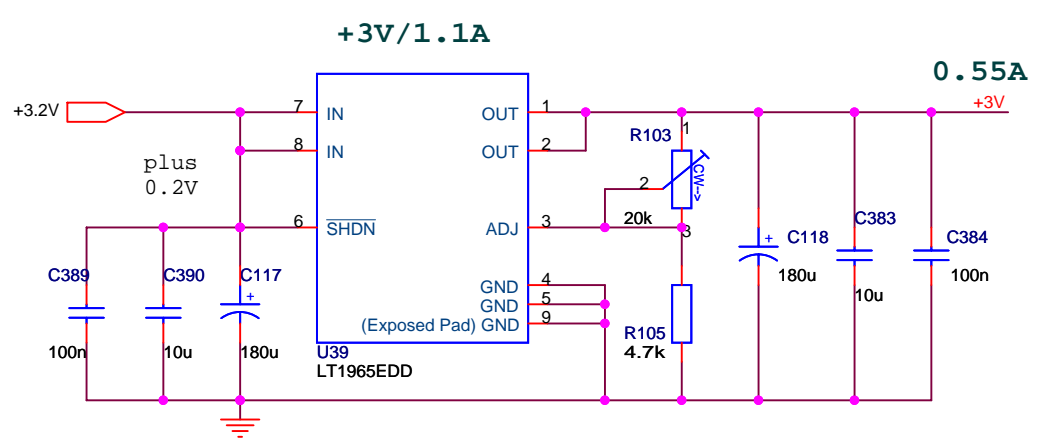 +3V/1.1A
0.55A
+3.2V
+3V
7
IN
OUT
1
8
IN
OUT
2
R103
1
2
CW->
20k
3
plus
0.2V
6
SHDN
ADJ
3
C389
100n
C390
10u
C117
+
180u
GND
4
GND
5
(Exposed Pad) GND
9
U39
LT1965EDD
R105
4.7k
+
C118
180u
C383
10u
C384
100n